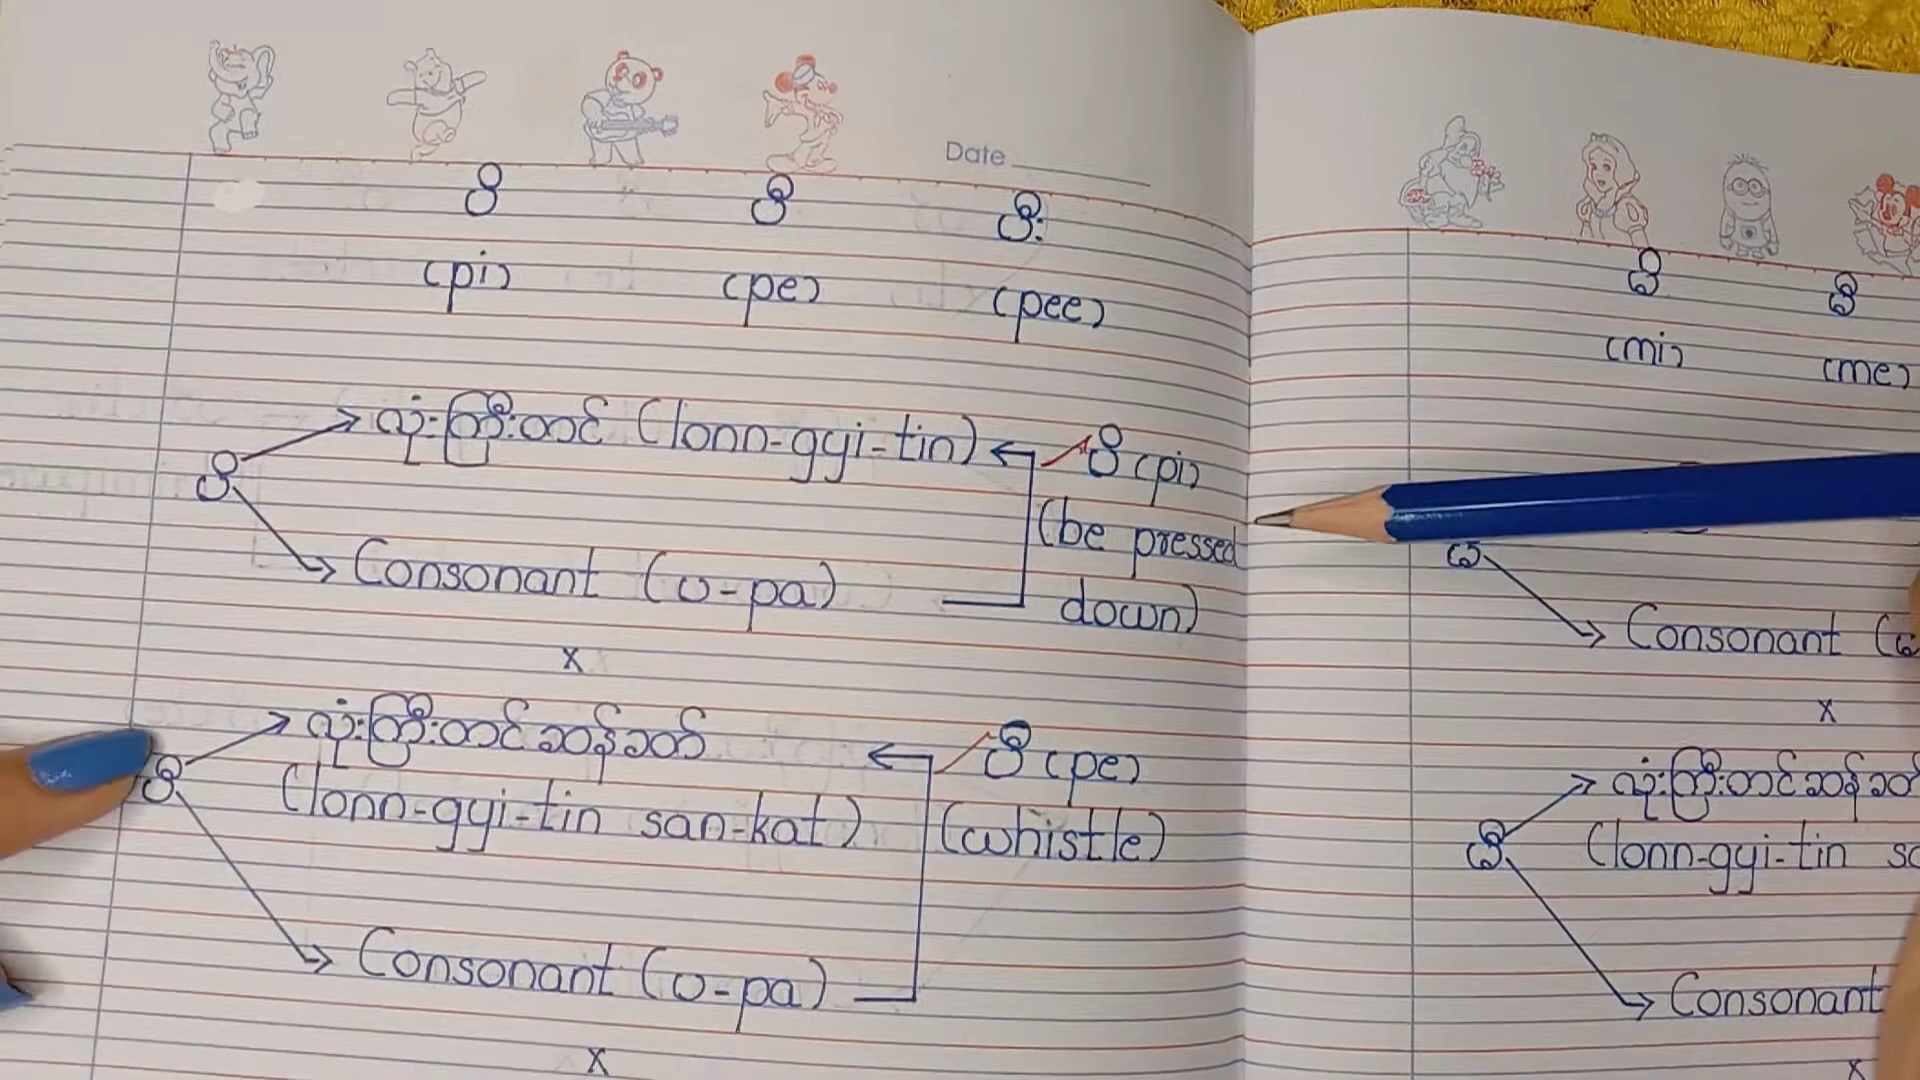 Date
ပိ ပီ ပီး
(pi) (pe) (pee)
လုံးကြီးတင် (lonn-gyi-tin) ပိ (pi)
ပိ
(be pressed
Consonant (ပ-pa) down)
x
လုံးကြီးတင်ဆန်ခတ် ပီ (pe)
ပီ
(lonn-gyi-tin san-kat) (whistle)
Consonant (ပ-pa)
x
မိ မီ
(mi) (me)
Consonant (
x
လုံးကြီးတင်ဆန်ခတ်
မီ
(lonn-gyi-tin
Consonant
x